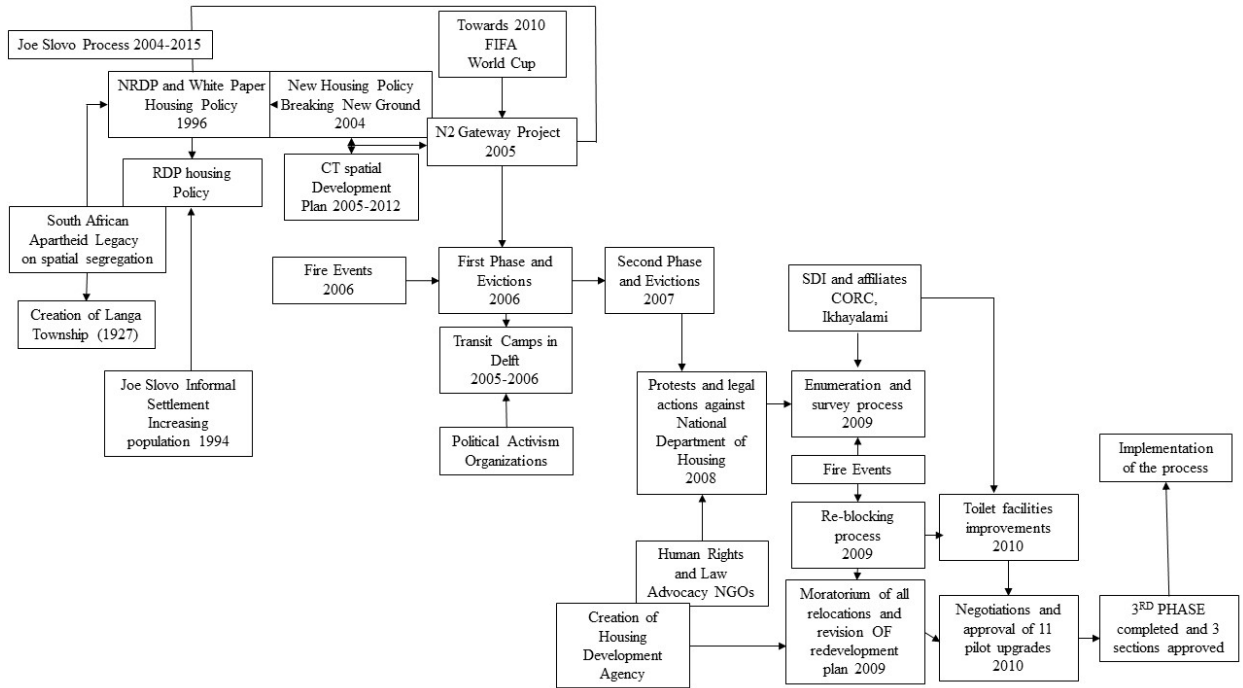 Joe Slovo Process 2004-2015
Towards 2010
FIFA
World Cup
NRDP and White Paper
Housing Policy
1996
New Housing Policy
Breaking New Ground
2004
N2 Gateway Project
2005
RDP housing
Policy
CT spatial
Development
Plan 2005-2012
South African
Apartheid Legacy
on spatial segregation
Creation of Langa
Township (1927)
Joe Slovo Informal
Settlement
Increasing
population 1994
Fire Events
2006
First Phase and
Evictions
2006
Second Phase
and Evictions
2007
Transit Camps in
Delft
2005-2006
Political Activism
Organizations
SDI and affiliates
CORC,
Ikhayalami
Protests and legal
actions against
National
Department of
Housing
2008
Enumeration and
survey process
2009
Fire Events
Re-blocking
process
2009
Toilet facilities
improvements
2010
Implementation
of the process
Human Rights
and Law
Advocacy NGOs
Creation of
Housing
Development
Agency
Moratorium of all
relocations and
revision OF
redevelopment
plan 2009
Negotiations and
approval of 11
pilot upgrades
2010
3RD PHASE
completed and 3
sections approved